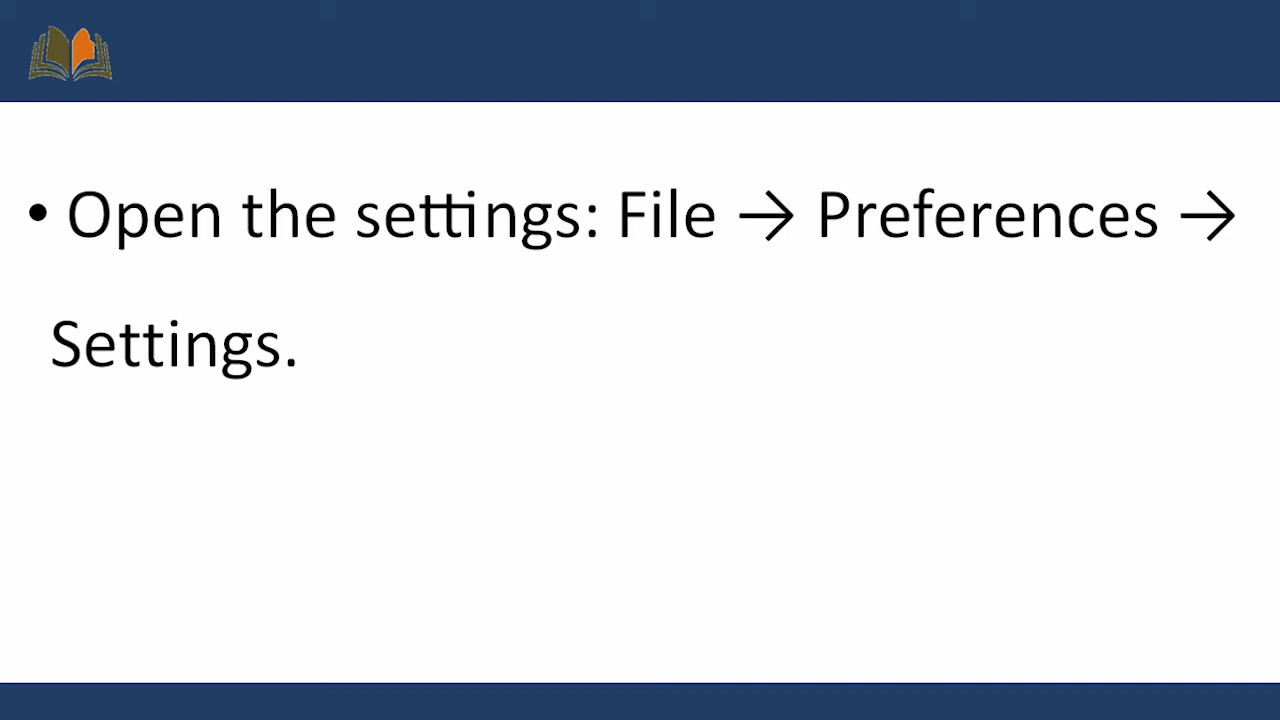 • Open the settings: File → Preferences →
Settings.